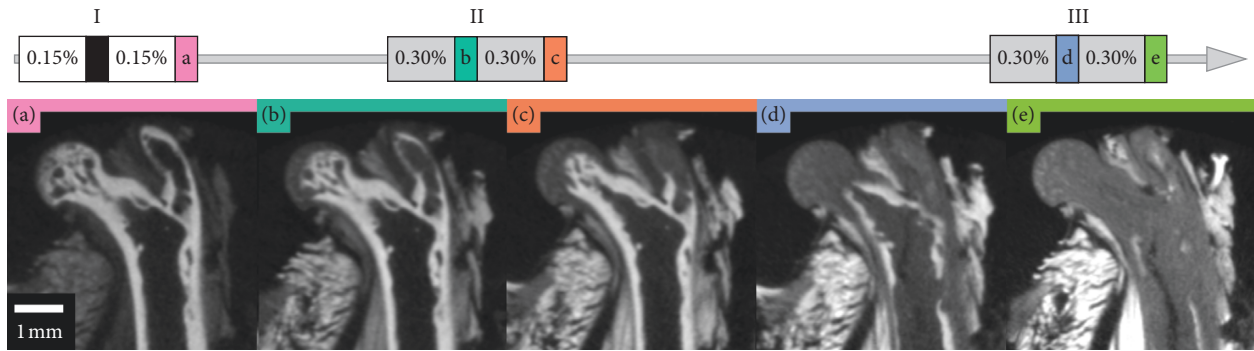 I II III
0.15% 0.15% a 0.30% b 0.30% c 0.30% d 0.30% e
(a) (b) (c) (d) (e)
1 mm